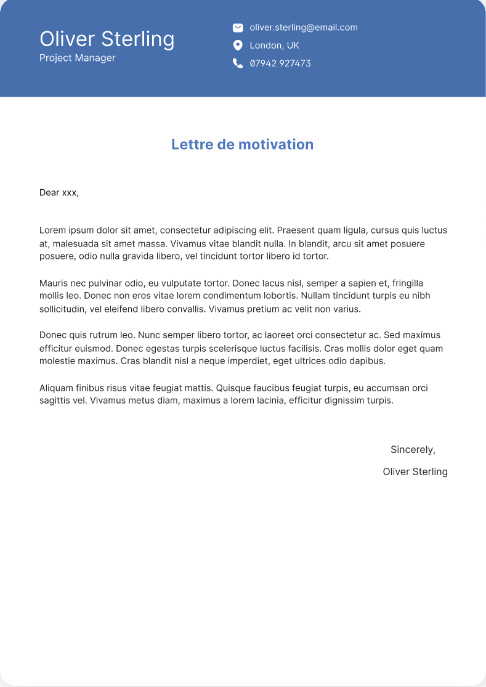 Oliver Sterling
Project Manager
oliver.sterling@email.com
London, UK
07942 927473
Lettre de motivation
Dear xxx,
Lorem ipsum dolor sit amet, consectetur adipiscing elit. Praesent quam ligula, cursus quis luctus
at, malesuada sit amet massa. Vivamus vitae blandit nulla. In blandit, arcu sit amet posuere
posuere, odio nulla gravida libero, vel tincidunt tortor libero id tortor.
Mauris nec pulvinar odio, eu vulputate tortor. Donec lacus nisl, semper a sapien et, fringilla
mollis leo. Donec non eros vitae lorem condimentum lobortis. Nullam tincidunt turpis eu nibh
sollicitudin, vel eleifend libero convallis. Vivamus pretium ac velit non varius.
Donec quis rutrum leo. Nunc semper libero tortor, ac laoreet orci consectetur ac. Sed maximus
efficitur euismod. Donec egestas turpis scelerisque luctus facilisis. Cras mollis dolor eget quam
molestie maximus. Cras blandit nisl a neque imperdiet, eget ultrices odio dapibus.
Aliquam finibus risus vitae feugiat mattis. Quisque faucibus feugiat turpis, eu accumsan orci
sagittis vel. Vivamus metus diam, maximus a lorem lacinia, efficitur dignissim turpis.
Sincerely,
Oliver Sterling